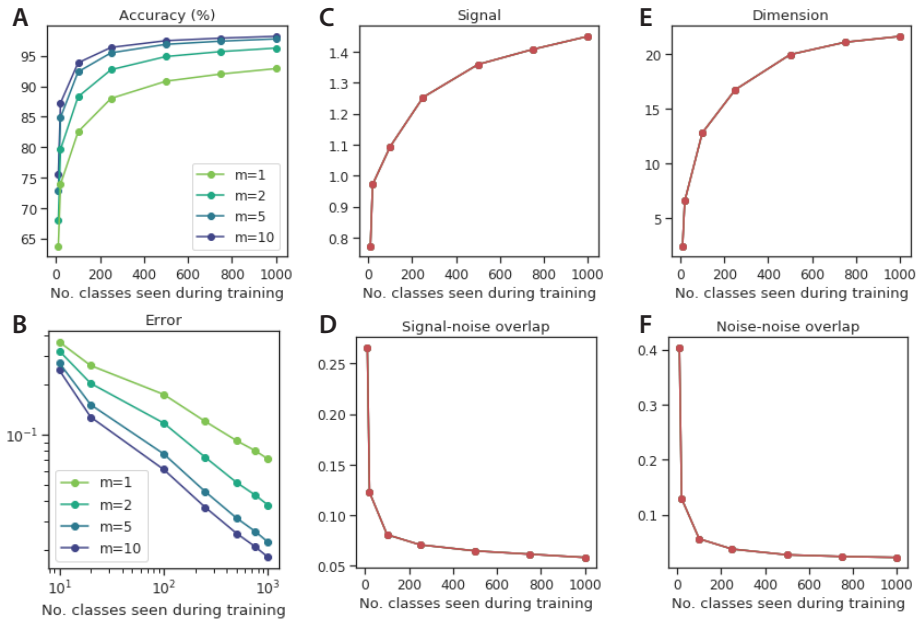 A
Accuracy (%)
95
90
85
80
75
70
65
m=1
m=2
m=5
m=10
0 200 400 600 800 1000
No. classes seen during training
C
Signal
1.4
1.3
1.2
1.1
1.0
0.9
0.8
0 200 400 600 800 1000
No. classes seen during training
E
Dimension
20
15
10
5
0 200 400 600 800 1000
No. classes seen during training
B
Error
10⁻¹
m=1
m=2
m=5
m=10
10¹ 10² 10³
No. classes seen during training
D
Signal-noise overlap
0.25
0.20
0.15
0.10
0.05
0 200 400 600 800 1000
No. classes seen during training
F
Noise-noise overlap
0.4
0.3
0.2
0.1
0 200 400 600 800 1000
No. classes seen during training